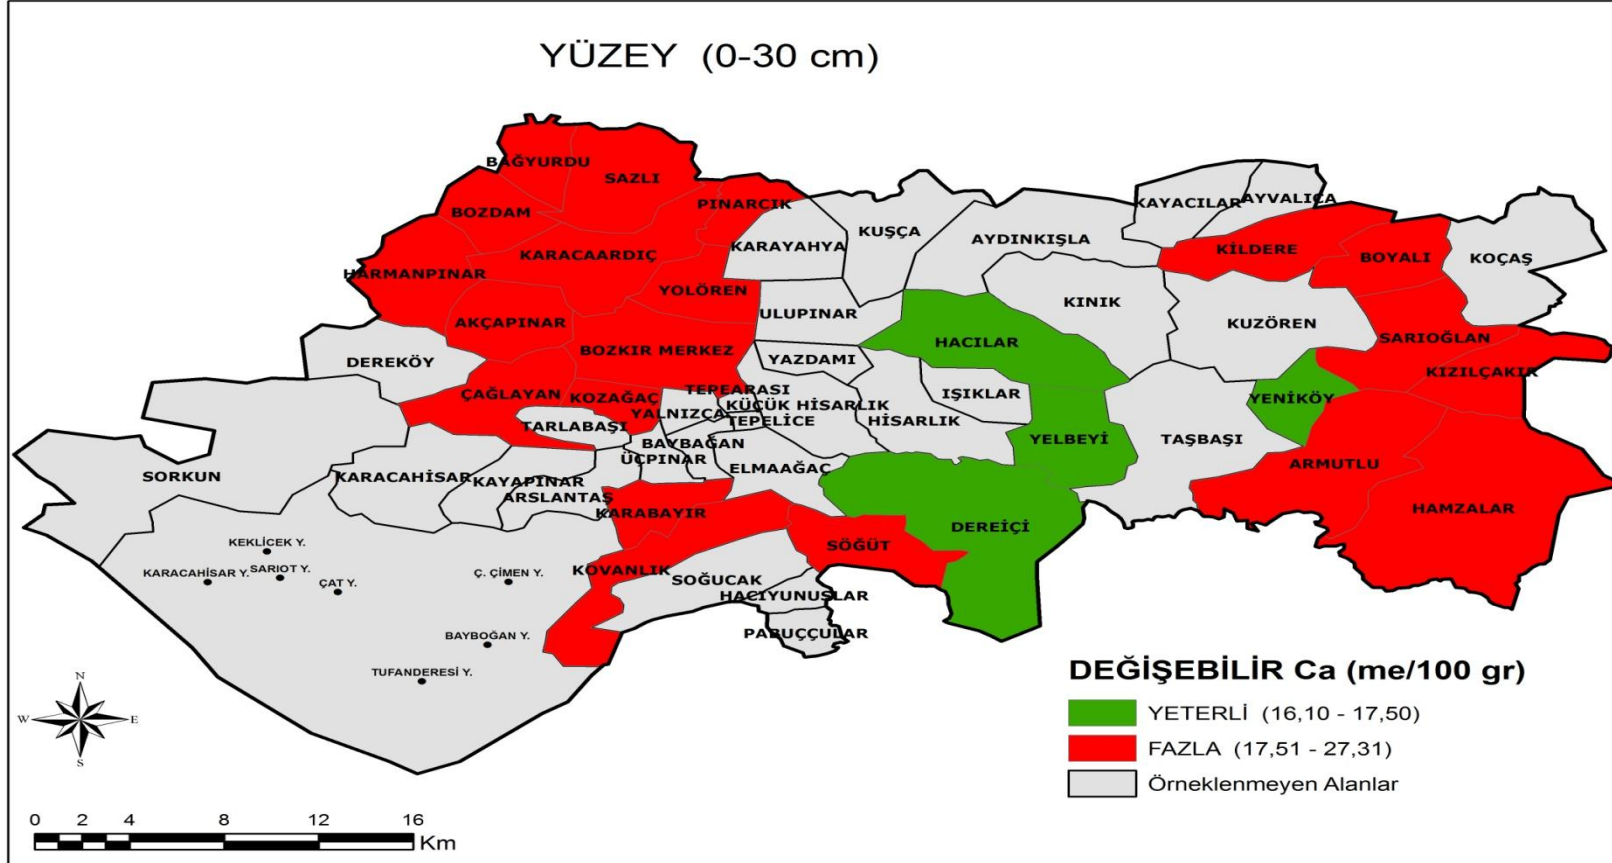 YÜZEY (0-30 cm)
BAĞYURDU
SAZLI
BOZDAM
PINARCIK
KARACAARDIÇ
HARMANPINAR
YOLÖREN
AKÇAPINAR
BOZKIR MERKEZ
DEREKÖY
ÇAĞLAYAN
KOZAĞAÇ
TARLABAŞI
KARAYAHYA
KUŞÇA
AYDINKIŞLA
KAYACILAR
AYVALICA
KİLDERE
BOYALI
KOÇAŞ
ULUPINAR
KINIK
KUZÖREN
HACILAR
SARIOĞLAN
KIZILÇAKIR
YAZDAMI
TEPEARASI
KÜÇÜK HİSARLIK
YALNIZCA
TEPELİCE
HİSARLIK
IŞIKLAR
YENİKÖY
YELBEYİ
TAŞBAŞI
BAYBAĞAN
ÜÇPINAR
ELMAAĞAÇ
ARMUTLU
HAMZALAR
SORKUN
KARACAHİSAR
KAYAPINAR
ARSLANTAŞ
KARABAYIR
DEREİÇİ
SÖĞÜT
KOVANLIK
SOĞUCAK
HACIYUNUSLAR
PABUÇÇULAR
KEKLİCEK Y.
KARACAHİSAR Y.
SARIOT Y.
ÇAT Y.
Ç. ÇİMEN Y.
BAYBOĞAN Y.
TUFANDERESİ Y.
N
W
E
S
0 2 4 8 12 16
Km
DEĞİŞEBİLİR Ca (me/100 gr)
YETERLİ (16,10 - 17,50)
FAZLA (17,51 - 27,31)
Örneklenmeyen Alanlar